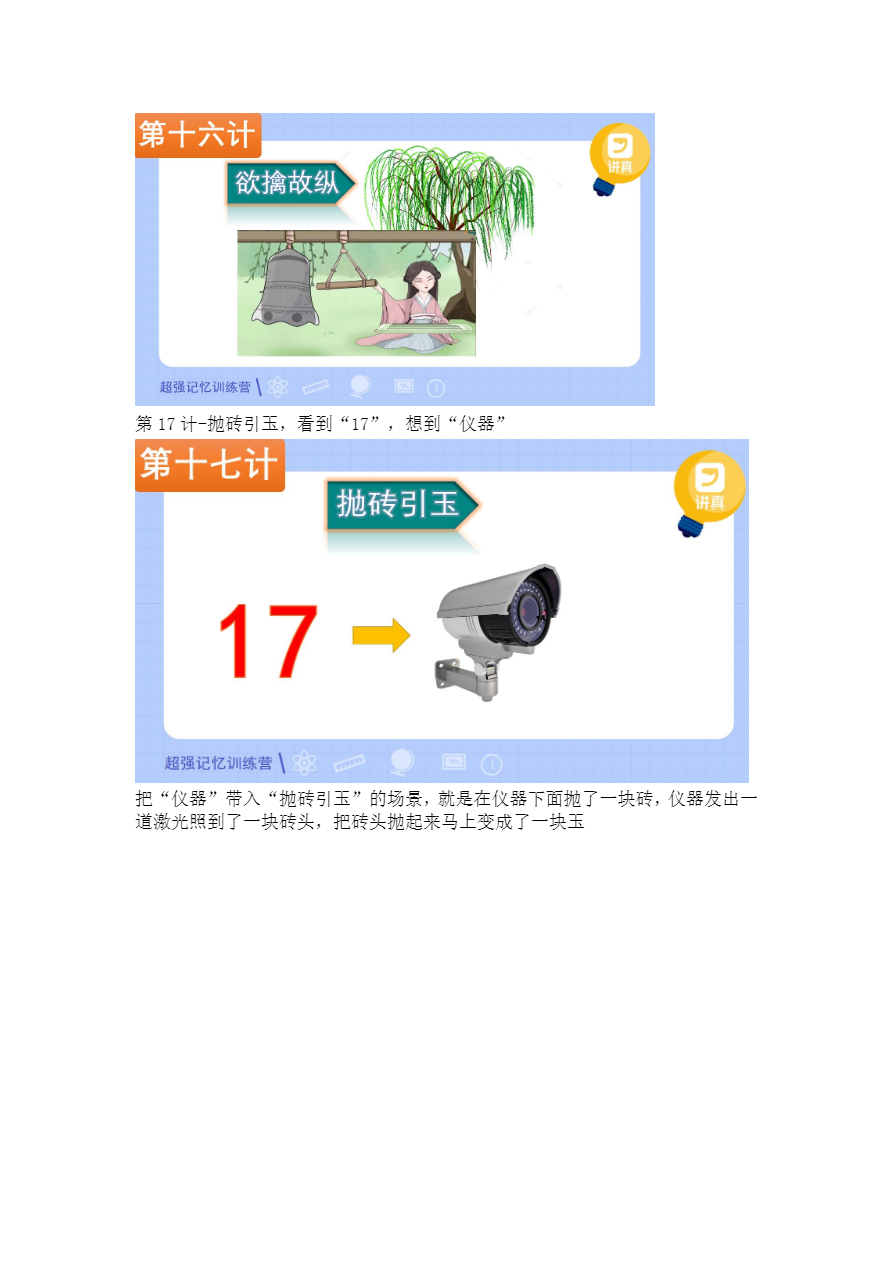 第十六计
讲真
欲擒故纵
超强记忆训练营
第 17 计-抛砖引玉，看到“17”，想到“仪器”
第十七计
讲真
抛砖引玉
17
超强记忆训练营
把“仪器”带入“抛砖引玉”的场景，就是在仪器下面抛了一块砖，仪器发出一
道激光照到了一块砖头，把砖头抛起来马上变成了一块玉